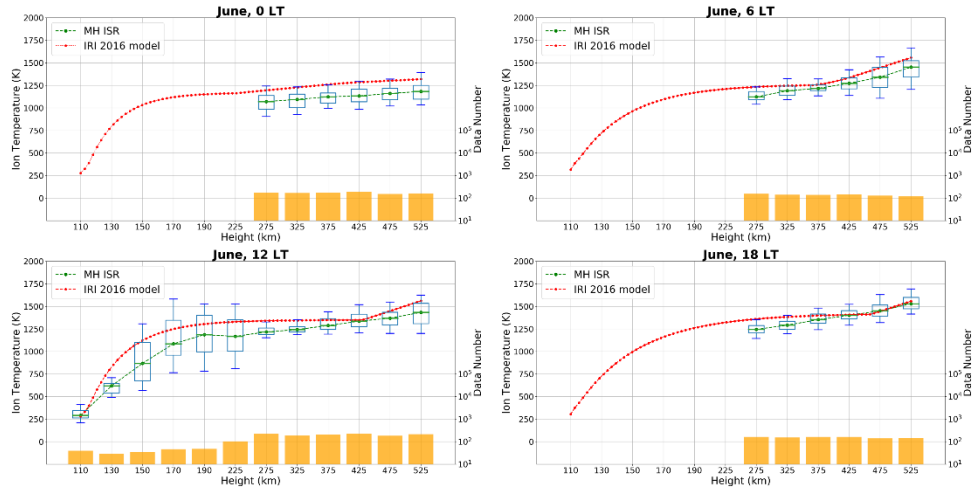 June, 0 LT
MH ISR
IRI 2016 model
Ion Temperature (K)
2000
1750
1500
1250
1000
750
500
250
0
Data Number
10^5
10^4
10^3
10^2
10^1
110 130 150 170 190 225 275 325 375 425 475 525
Height (km)
June, 6 LT
MH ISR
IRI 2016 model
Ion Temperature (K)
2000
1750
1500
1250
1000
750
500
250
0
Data Number
10^5
10^4
10^3
10^2
10^1
110 130 150 170 190 225 275 325 375 425 475 525
Height (km)
June, 12 LT
MH ISR
IRI 2016 model
Ion Temperature (K)
2000
1750
1500
1250
1000
750
500
250
0
Data Number
10^5
10^4
10^3
10^2
10^1
110 130 150 170 190 225 275 325 375 425 475 525
Height (km)
June, 18 LT
MH ISR
IRI 2016 model
Ion Temperature (K)
2000
1750
1500
1250
1000
750
500
250
0
Data Number
10^5
10^4
10^3
10^2
10^1
110 130 150 170 190 225 275 325 375 425 475 525
Height (km)